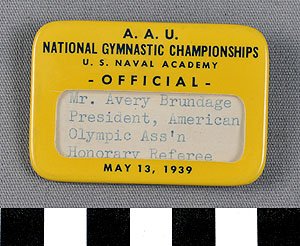 A. A. U.
NATIONAL GYMNASTIC CHAMPIONSHIPS
U. S. NAVAL ACADEMY
- OFFICIAL -
Mr. Avery Brundage
President, American
Olympic Ass'n
Honorary Referee
MAY 13, 1939